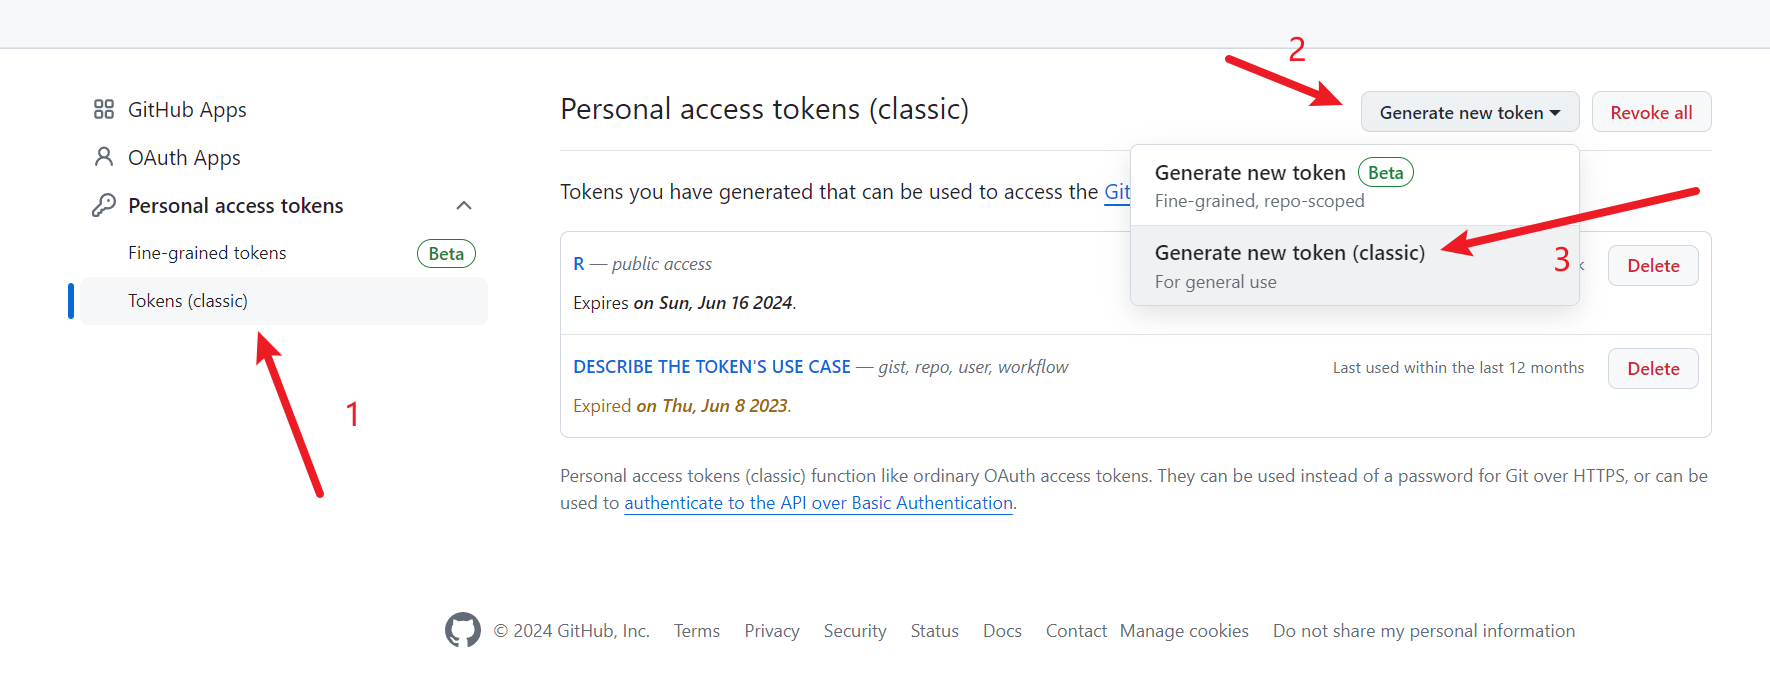 2
GitHub Apps
OAuth Apps
Personal access tokens
Fine-grained tokens Beta
Tokens (classic)
1
Personal access tokens (classic)
Generate new token
Revoke all
Generate new token Beta
Fine-grained, repo-scoped
Generate new token (classic)
For general use
3
Tokens you have generated that can be used to access the Git
R — public access
Delete
Expires on Sun, Jun 16 2024.
DESCRIBE THE TOKEN'S USE CASE — gist, repo, user, workflow
Last used within the last 12 months
Delete
Expired on Thu, Jun 8 2023.
Personal access tokens (classic) function like ordinary OAuth access tokens. They can be used instead of a password for Git over HTTPS, or can be
used to authenticate to the API over Basic Authentication.
© 2024 GitHub, Inc. Terms Privacy Security Status Docs Contact Manage cookies Do not share my personal information